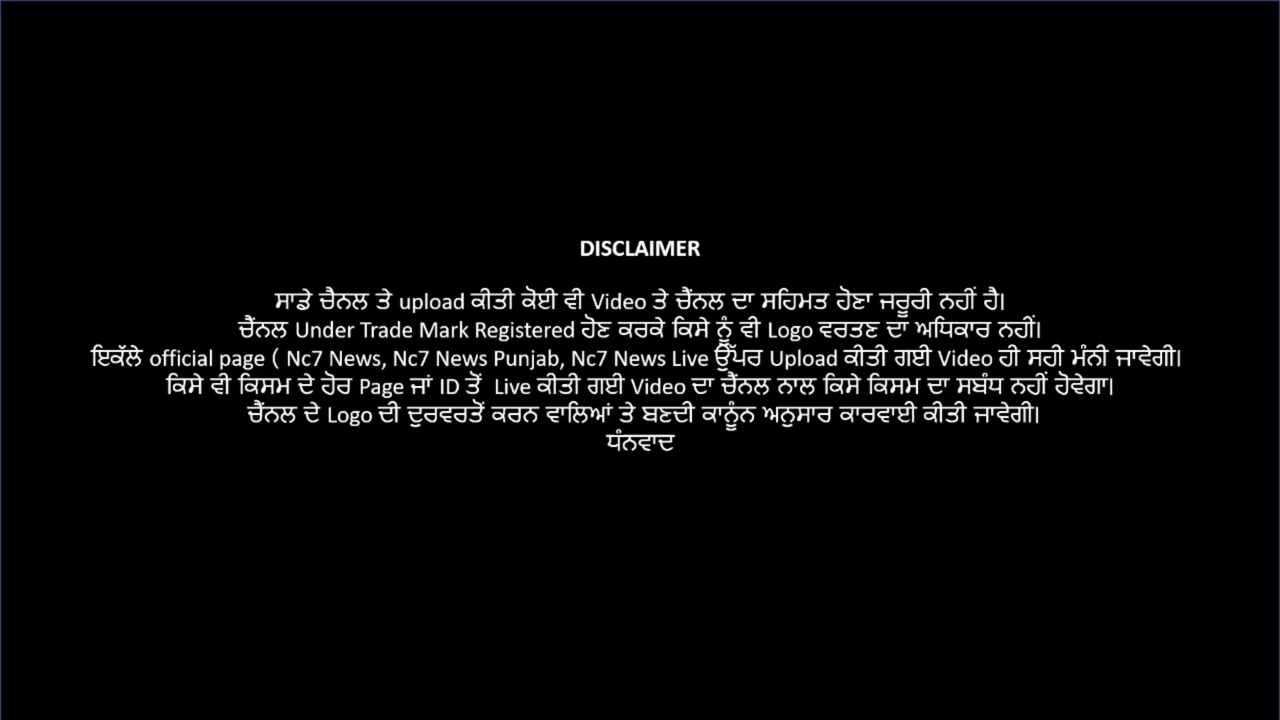 DISCLAIMER
ਸਾਡੇ ਚੈਨਲ ਤੇ upload ਕੀਤੀ ਕੋਈ ਵੀ Video ਤੇ ਚੈਂਨਲ ਦਾ ਸਹਿਮਤ ਹੋਣਾ ਜਰੂਰੀ ਨਹੀਂ ਹੈ।
ਚੈਂਨਲ Under Trade Mark Registered ਹੋਣ ਕਰਕੇ ਕਿਸੇ ਨੂੰ ਵੀ Logo ਵਰਤਣ ਦਾ ਅਧਿਕਾਰ ਨਹੀਂ।
ਇਕੱਲੇ official page ( Nc7 News, Nc7 News Punjab, Nc7 News Live ਉੱਪਰ Upload ਕੀਤੀ ਗਈ Video ਹੀ ਸਹੀ ਮੰਨੀ ਜਾਵੇਗੀ।
ਕਿਸੇ ਵੀ ਕਿਸਮ ਦੇ ਹੋਰ Page ਜਾਂ ID ਤੋਂ Live ਕੀਤੀ ਗਈ Video ਦਾ ਚੈਂਨਲ ਨਾਲ ਕਿਸੇ ਕਿਸਮ ਦਾ ਸਬੰਧ ਨਹੀਂ ਹੋਵੇਗਾ।
ਚੈਂਨਲ ਦੇ Logo ਦੀ ਦੁਰਵਰਤੋਂ ਕਰਨ ਵਾਲਿਆਂ ਤੇ ਬਣਦੀ ਕਾਨੂੰਨ ਅਨੁਸਾਰ ਕਾਰਵਾਈ ਕੀਤੀ ਜਾਵੇਗੀ।
ਧੰਨਵਾਦ